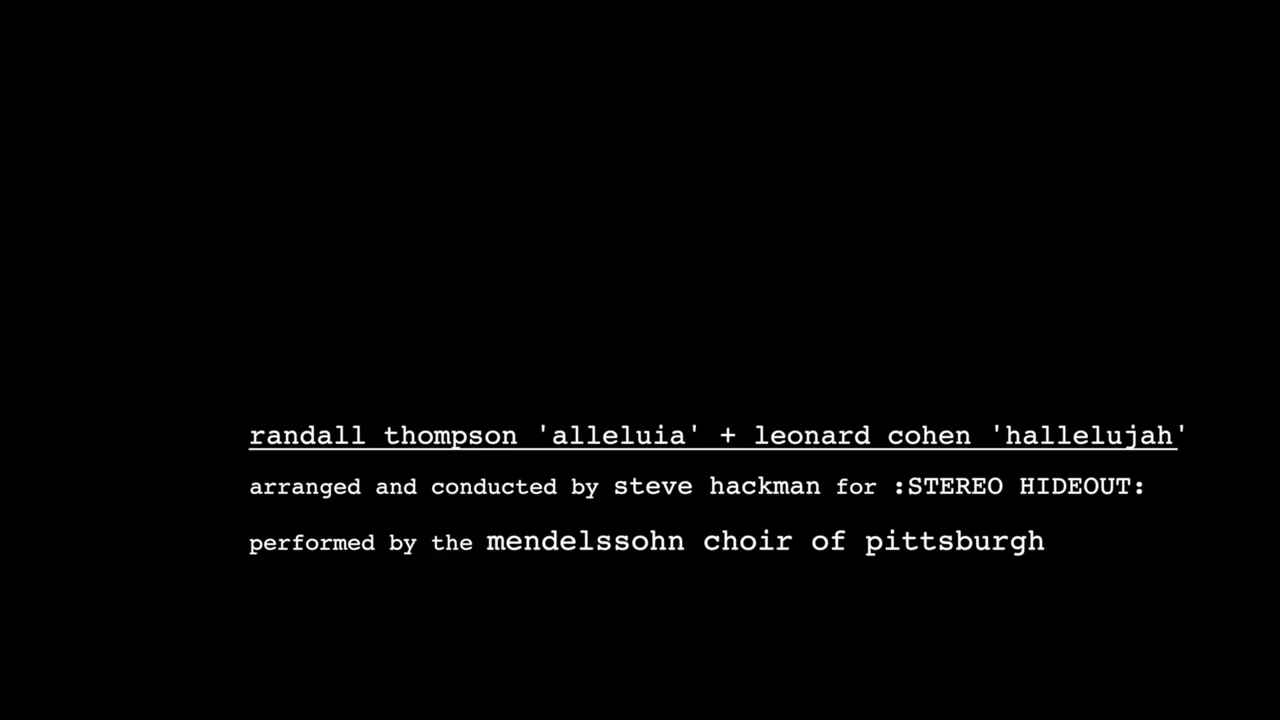 randall thompson 'alleluia' + leonard cohen 'hallelujah'
arranged and conducted by steve hackman for :STEREO HIDEOUT:
performed by the mendelssohn choir of pittsburgh